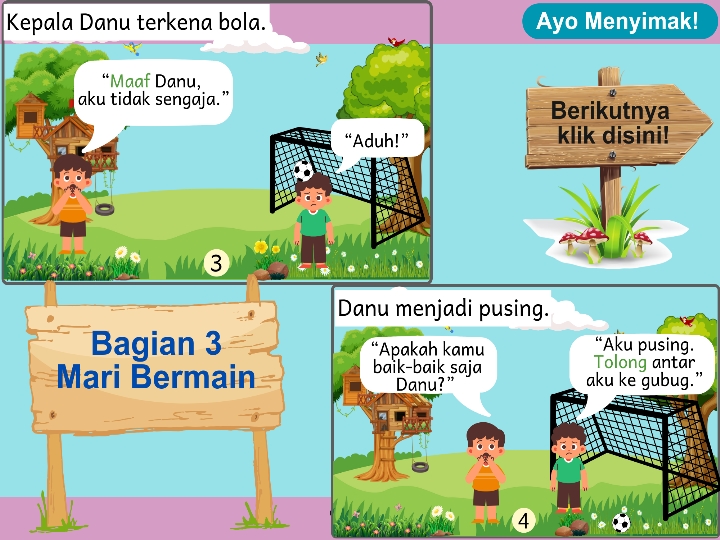 Kepala Danu terkena bola.
Ayo Menyimak!
“Maaf Danu,
aku tidak sengaja.”
“Aduh!”
3
Berikutnya
klik disini!
Bagian 3
Mari Bermain
Danu menjadi pusing.
“Apakah kamu
baik-baik saja
Danu?”
“Aku pusing.
Tolong antar
aku ke gubug.”
4